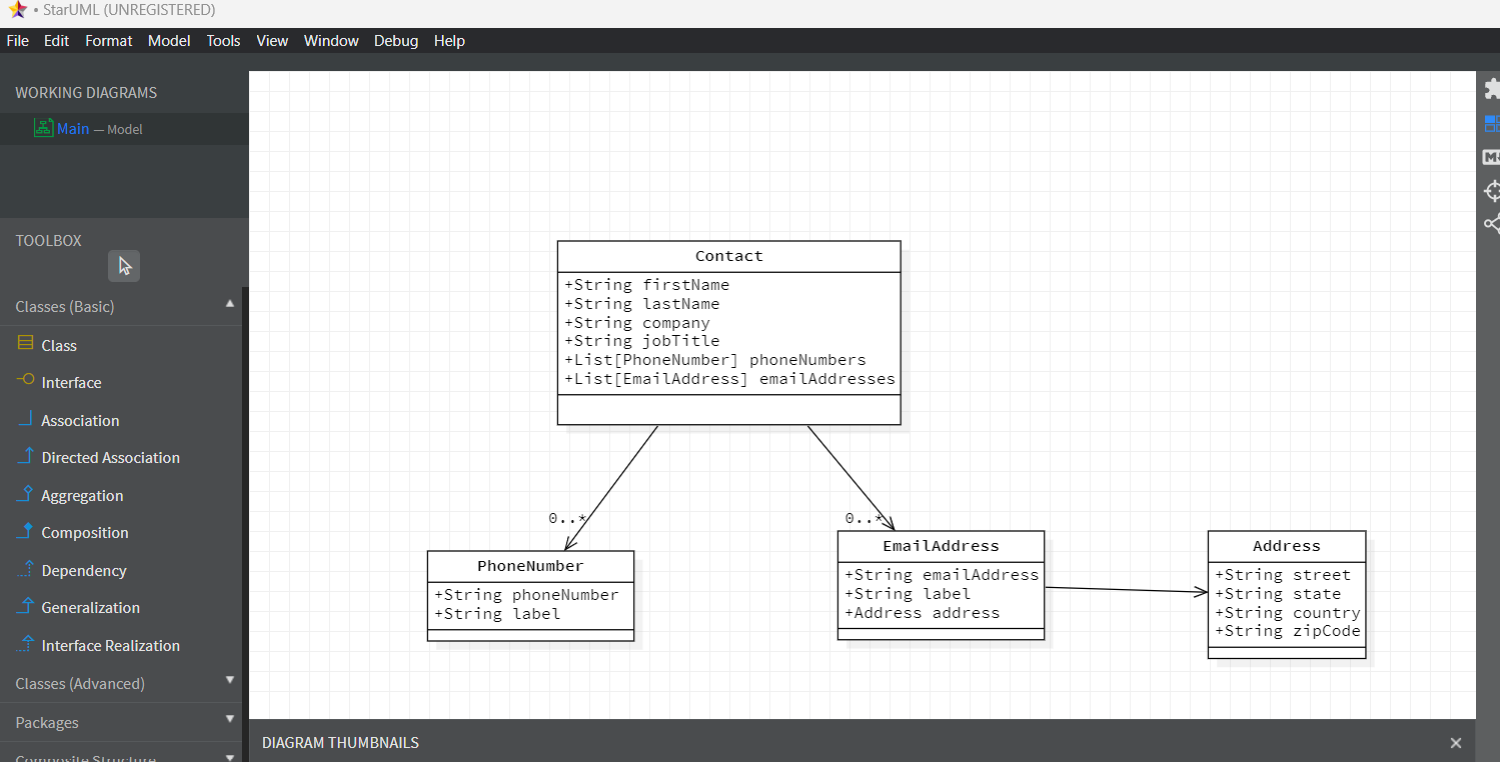 • StarUML (UNREGISTERED)
File Edit Format Model Tools View Window Debug Help
WORKING DIAGRAMS
Main — Model
TOOLBOX
Classes (Basic)
Class
Interface
Association
Directed Association
Aggregation
Composition
Dependency
Generalization
Interface Realization
Classes (Advanced)
Packages
Composite Structure
Contact
+String firstName
+String lastName
+String company
+String jobTitle
+List[PhoneNumber] phoneNumbers
+List[EmailAddress] emailAddresses
0..*
0..*
PhoneNumber
+String phoneNumber
+String label
EmailAddress
+String emailAddress
+String label
+Address address
Address
+String street
+String state
+String country
+String zipCode
DIAGRAM THUMBNAILS